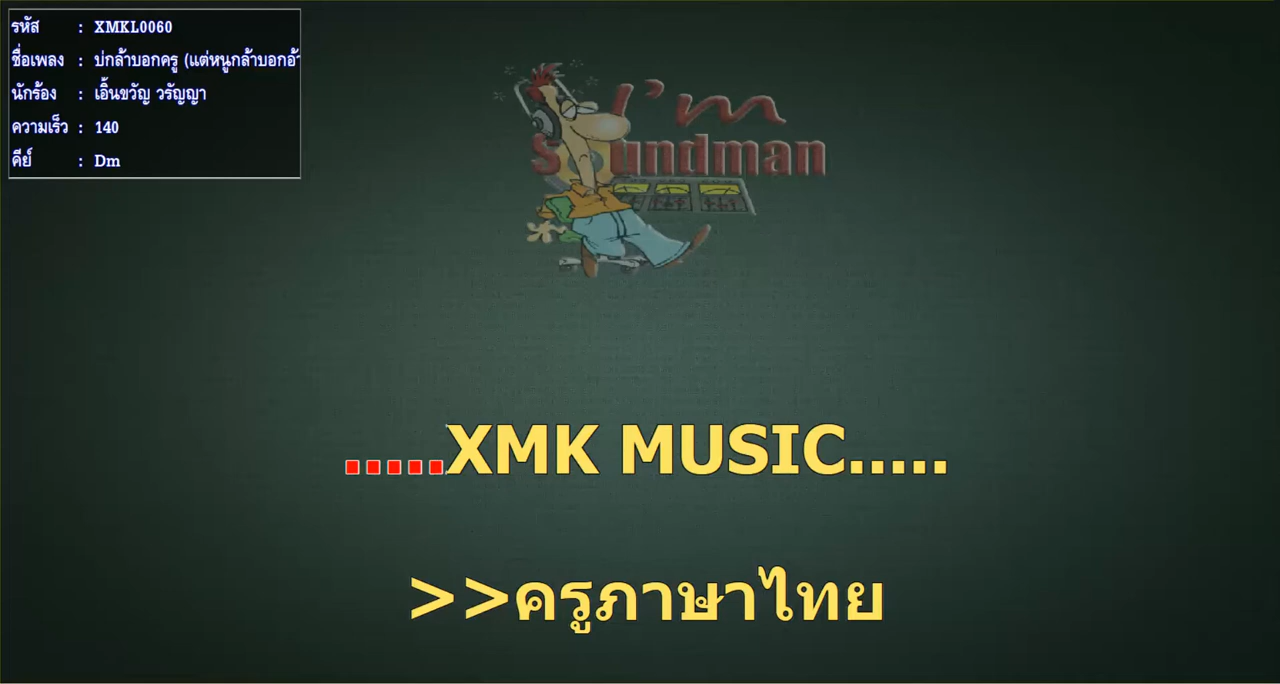 รหัส : XMKL0060
ชื่อเพลง : บ่กล้าบอกครู (แต่หนูกล้าบอกอ้า
นักร้อง : เอิ้นขวัญ วรัญญา
ความเร็ว : 140
คีย์ : Dm
I'm
Soundman
.....XMK MUSIC.....
>>ครูภาษาไทย